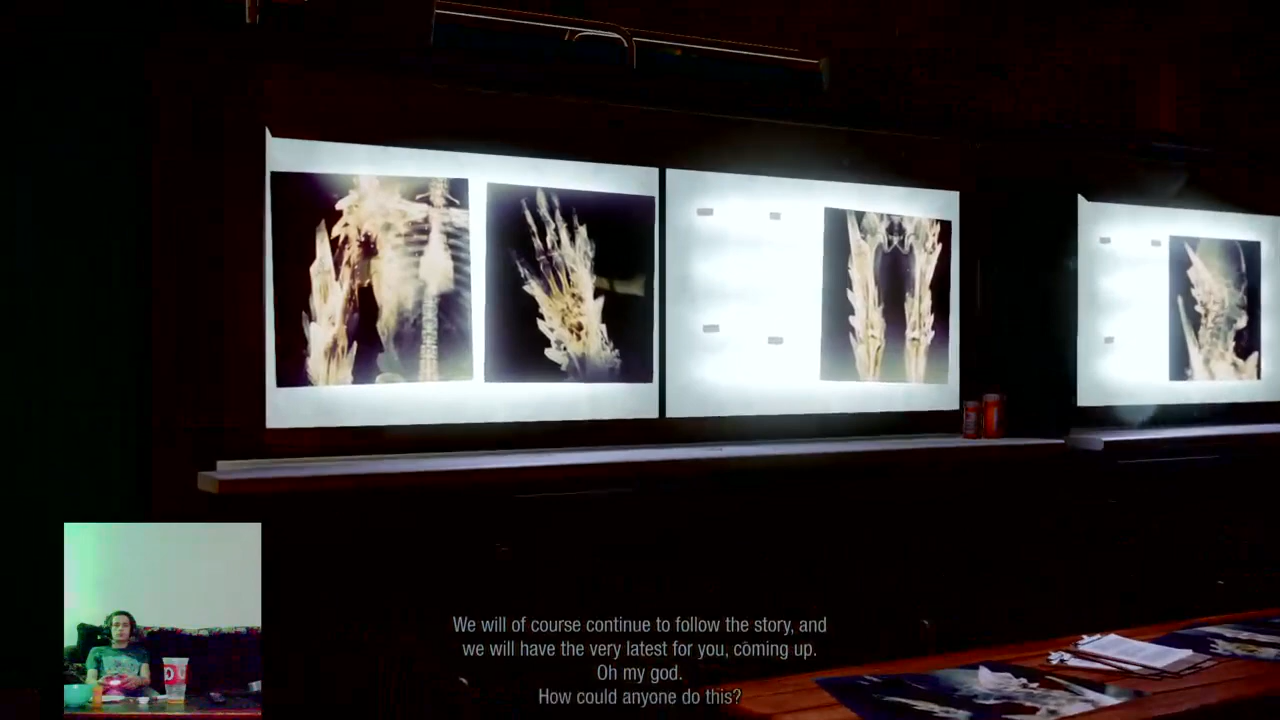 We will of course continue to follow the story, and
we will have the very latest for you, coming up.
Oh my god.
How could anyone do this?